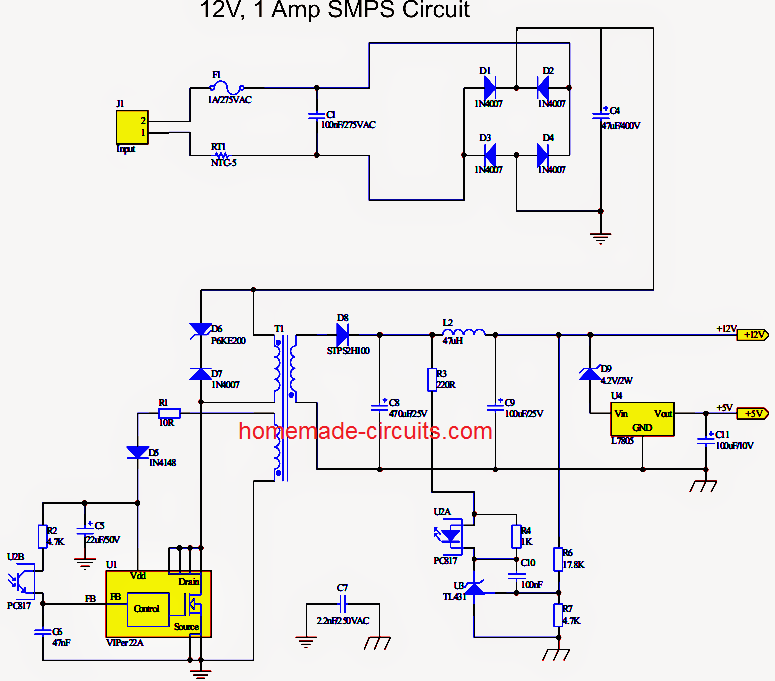 12V, 1 Amp SMPS Circuit
F1
1A/275VAC
J1
2
1
Input
RT1
NTC-5
C1
100nF/275VAC
D1
1N4007
D2
1N4007
D3
1N4007
D4
1N4007
C4
47uF/400V
D6
P6KE200
D7
1N4007
T1
D8
STPS2H100
L2
47uH
+12V
+12V
R3
220R
C8
470uF/25V
C9
100uF/25V
D9
4.2V/2W
U4
Vin
Vout
GND
L7805
+5V
+5V
C11
100uF/10V
R1
10R
D5
1N4148
homemade-circuits.com
R2
4.7K
C5
22uF/50V
U2B
PC817
U1
Vdd
Drain
FB
FB
Control
Source
VIPer22A
C6
47nF
C7
2.2nF/250VAC
U2A
PC817
R4
1K
C10
100nF
U3
TL431
R6
17.8K
R7
4.7K